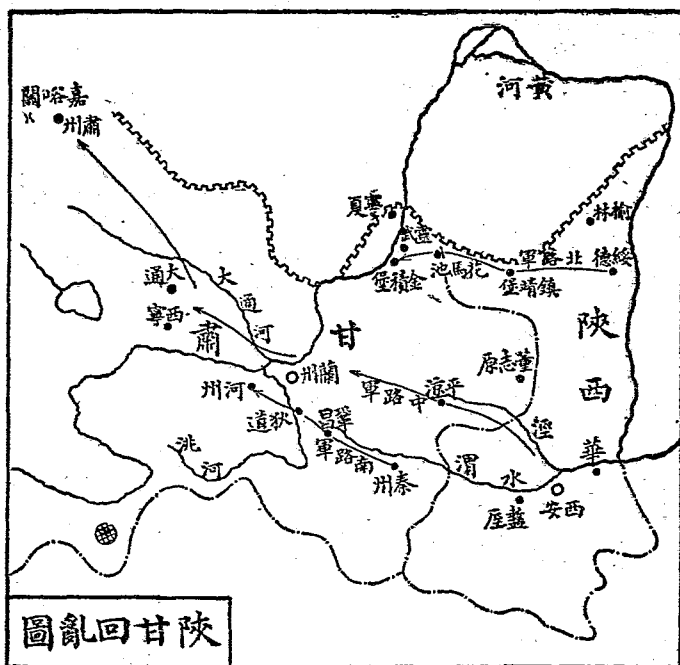 黃河
嘉峪關
肅州
寧夏
靈武
榆林
綏德
北路軍
鎮靖堡
花馬池
金積堡
大通
大通河
西寧
甘肅
陝西
董志原
蘭州
平涼
中路軍
河州
狄道
鞏昌
南路軍
秦州
涇
渭水
華
西安
盩厔
洮河
陝甘回亂圖